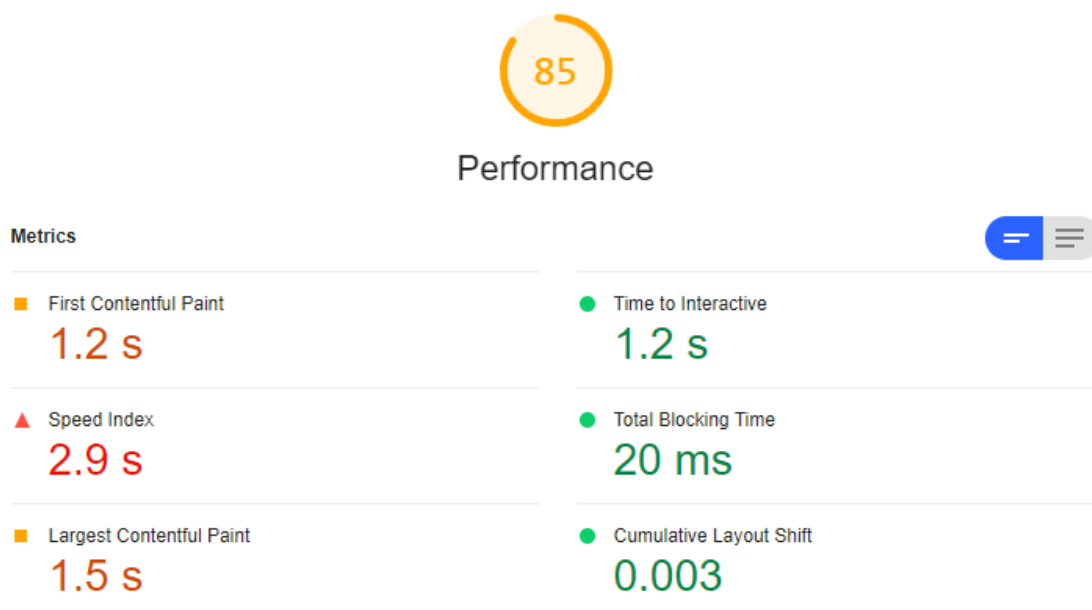 85
Performance
Metrics
First Contentful Paint
1.2 s
Time to Interactive
1.2 s
Speed Index
2.9 s
Total Blocking Time
20 ms
Largest Contentful Paint
1.5 s
Cumulative Layout Shift
0.003